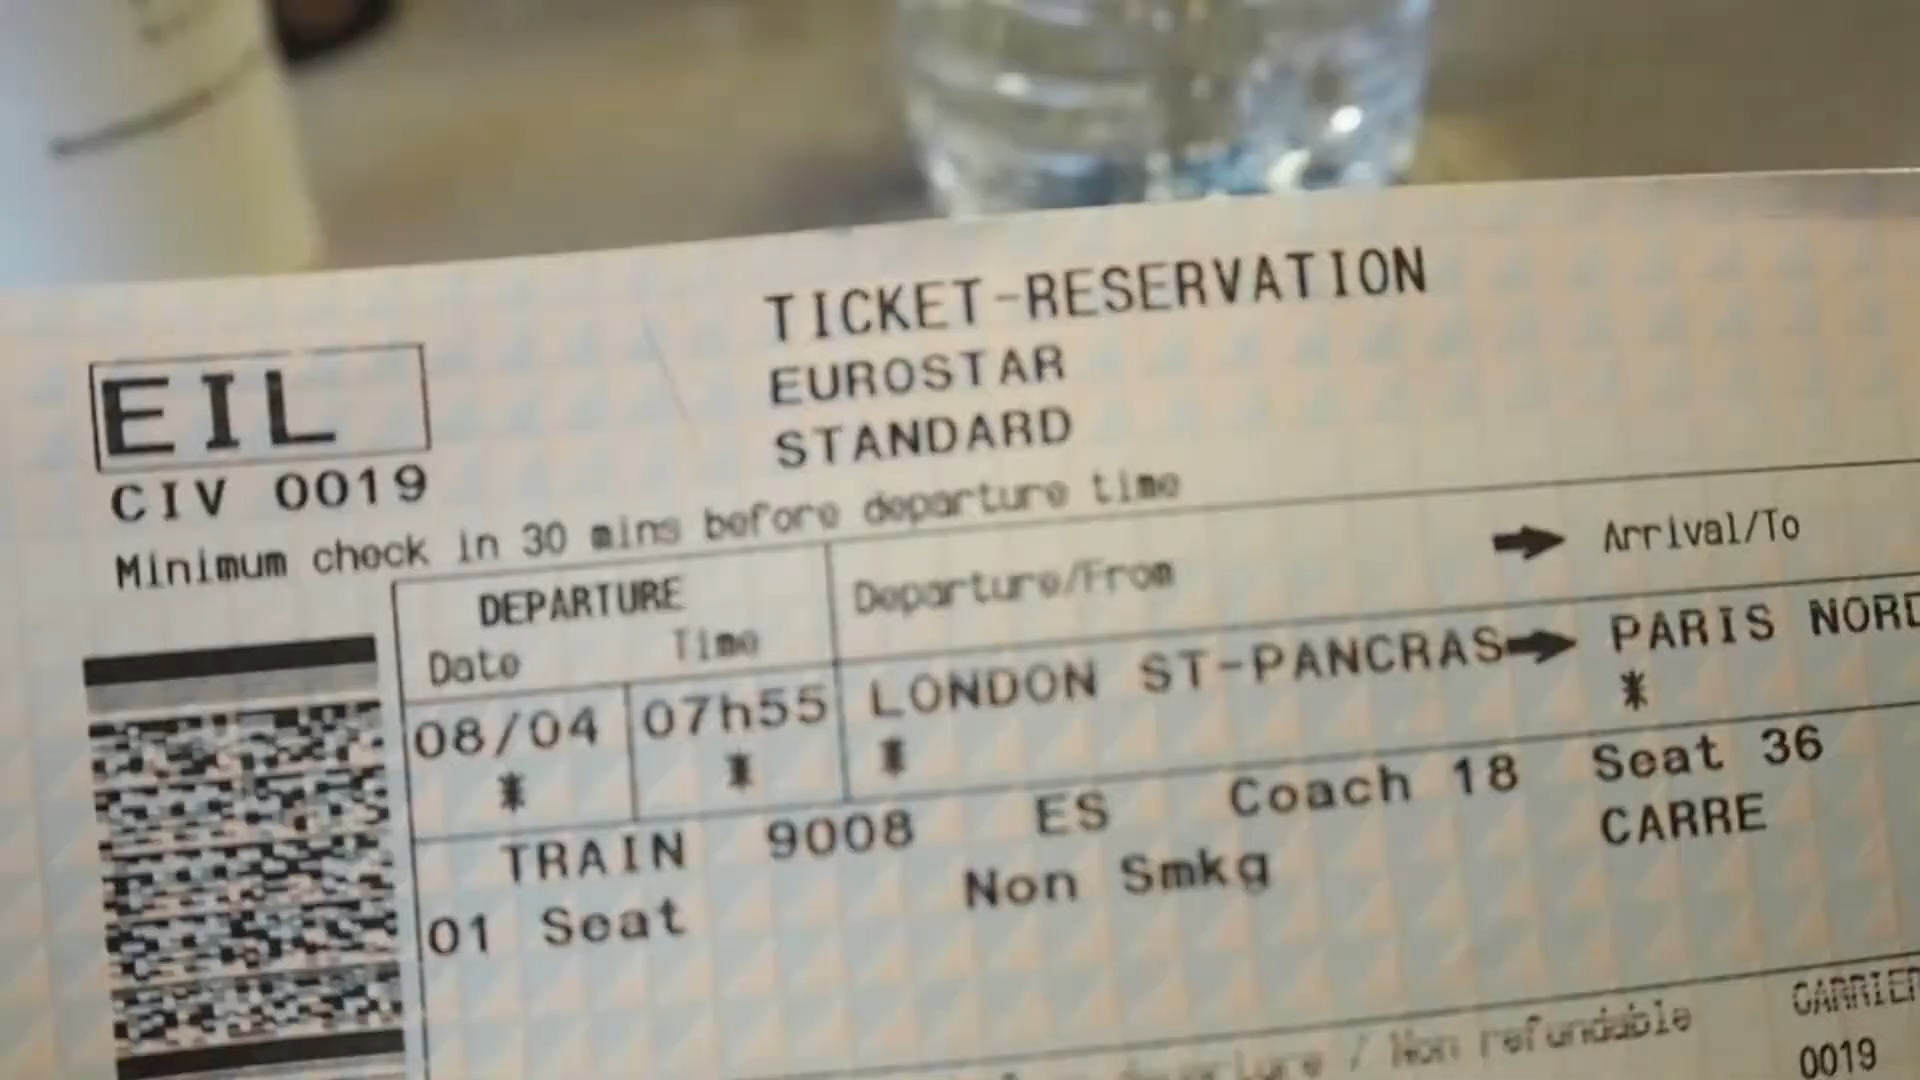 TICKET-RESERVATION
EIL
EUROSTAR
STANDARD
CIV 0019
Minimum check in 30 mins before departure time
DEPARTURE
Departure/From → Arrival/To
Date Time
08/04 07h55 LONDON ST-PANCRAS → PARIS NORD
* * * *
TRAIN 9008 ES Coach 18 Seat 36
01 Seat Non Smkg CARRE
/ Non refundable
CARRIER
0019